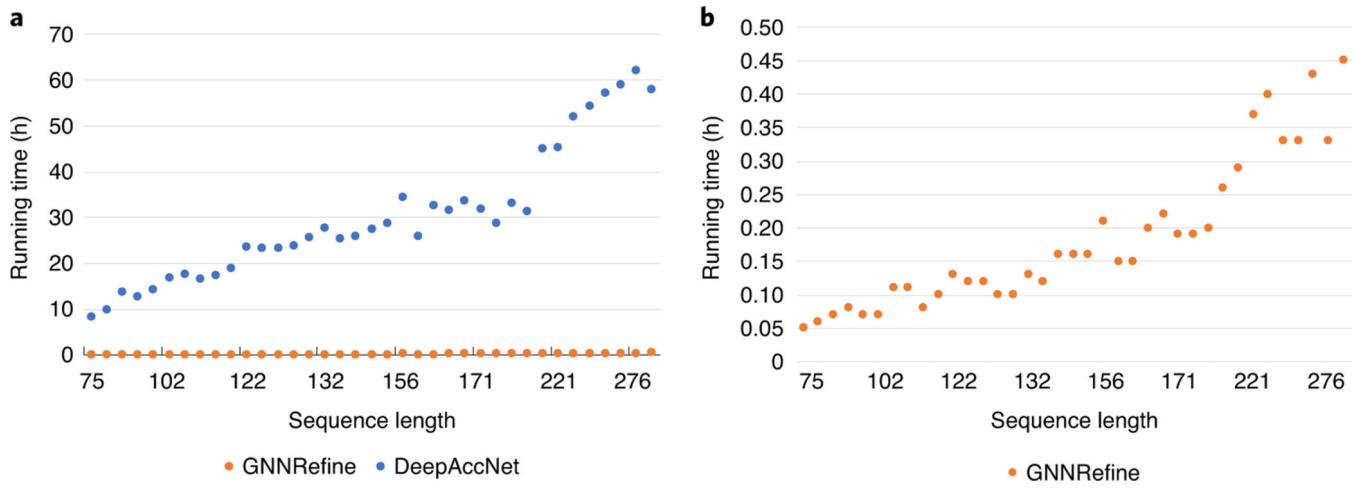 a
70
60
50
40
30
20
10
0
Running time (h)
75 102 122 132 156 171 221 276
Sequence length
GNNRefine DeepAccNet
b
0.50
0.45
0.40
0.35
0.30
0.25
0.20
0.15
0.10
0.05
0
Running time (h)
75 102 122 132 156 171 221 276
Sequence length
GNNRefine